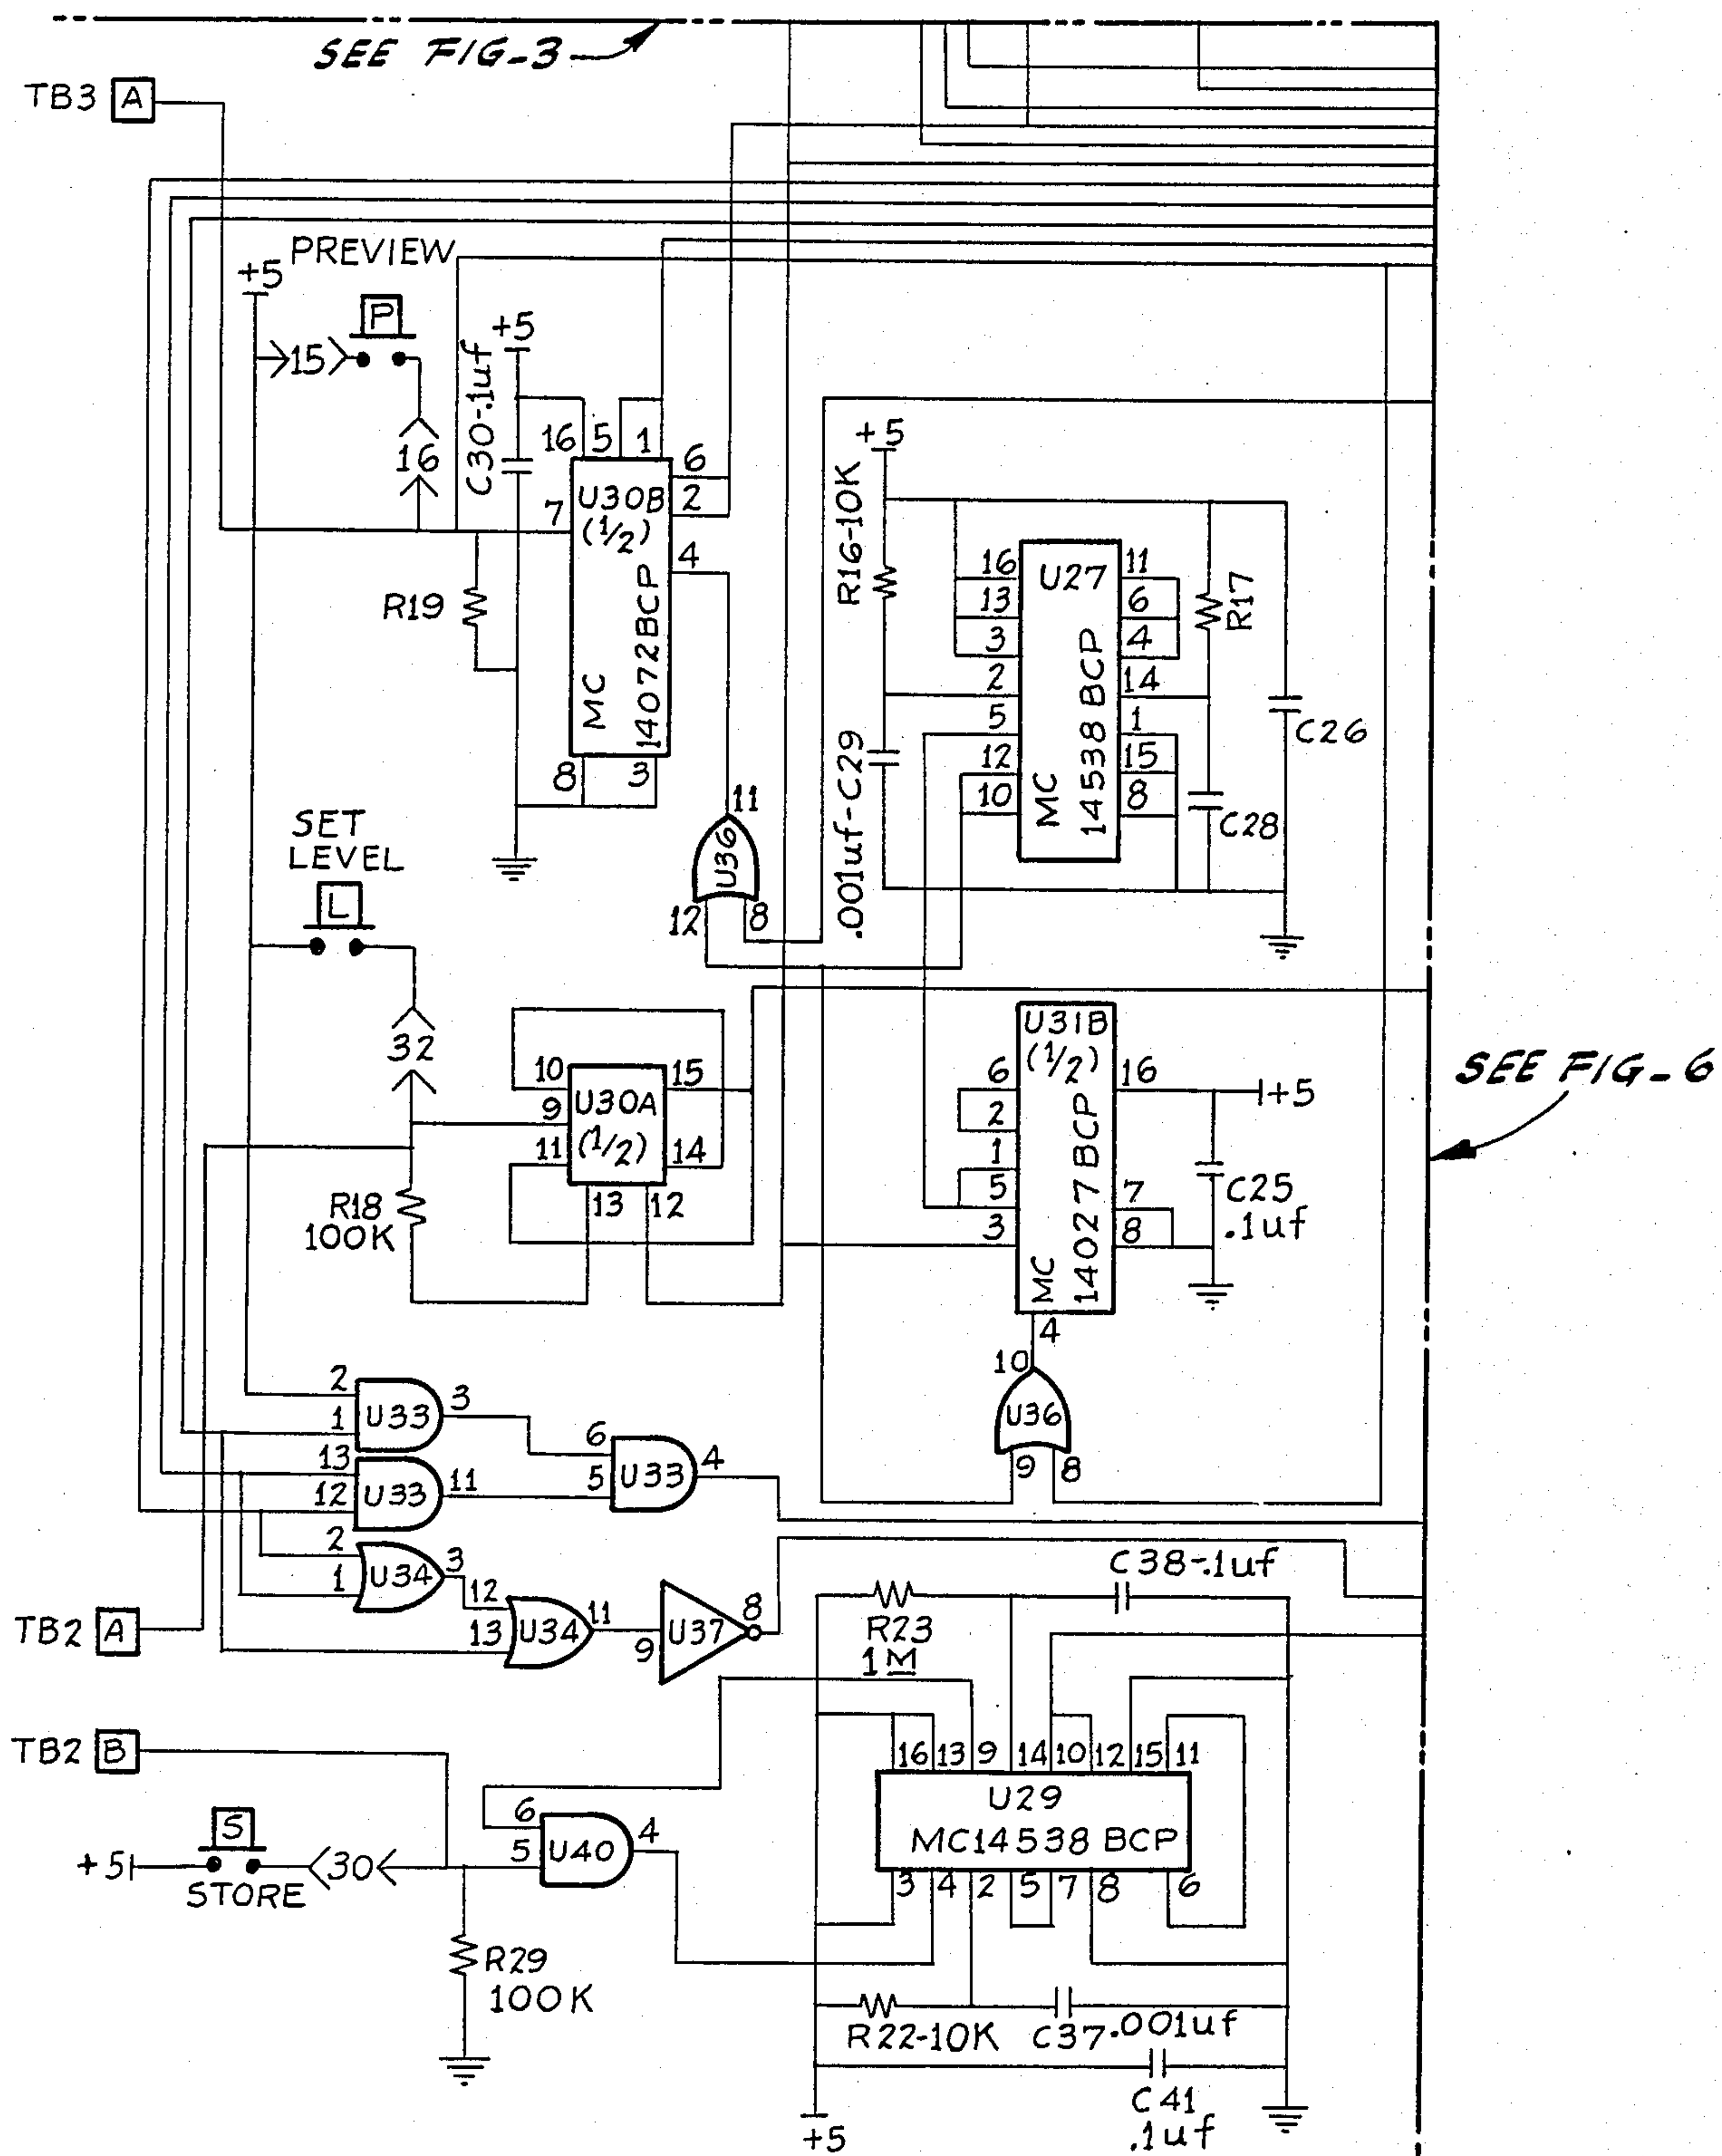 SEE FIG-3
TB3 A
PREVIEW
+5
P
15
16
C30-.1uf
+5
16 5 1
6
2
7
U30B
(1/2)
4
MC
14072BCP
R19
8 3
+5
R16-10K
16
13
3
2
5
12
10
U27
MC
14538 BCP
11
6
4
14
1
15
8
R17
C26
C28
.001uf-C29
11
U36
12 8
SET
LEVEL
L
32
10
9
11
U30A
(1/2)
15
14
13 12
R18
100K
U31B
(1/2)
6
2
1
5
3
16
7
8
MC
14027 BCP
+5
C25
.1uf
4
10
U36
9 8
SEE FIG-6
2
1
U33
3
13
12
U33
11
6
5
U33
4
2
1
U34
3
12
13
U34
11
9
U37
8
TB2 A
C38-.1uf
R23
1M
TB2 B
16 13 9 14 10 12 15 11
U29
MC14538 BCP
3 4 2 5 7 8 6
S
+5
STORE
30
6
5
U40
4
R29
100K
R22-10K
C37 .001uf
C41
.1uf
+5